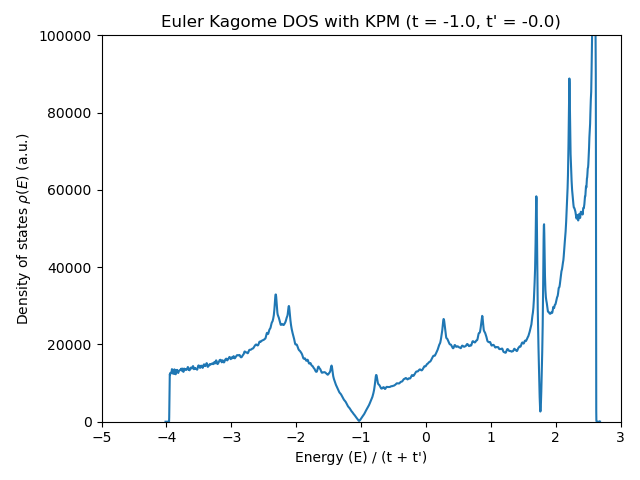 Euler Kagome DOS with KPM (t = -1.0, t' = -0.0)
100000
80000
60000
40000
20000
0
Density of states ρ(E) (a.u.)
−5 −4 −3 −2 −1 0 1 2 3
Energy (E) / (t + t')